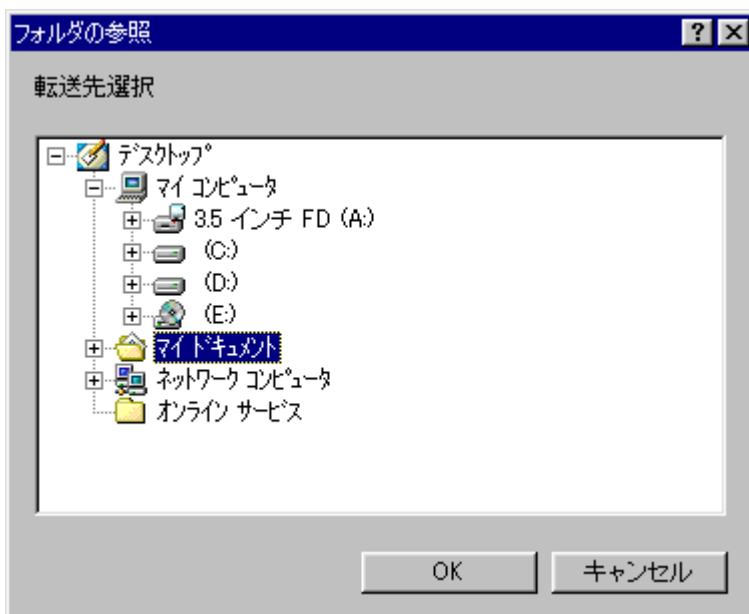 フォルダの参照
転送先選択
ﾃﾞｽｸﾄｯﾌﾟ
ﾏｲ ｺﾝﾋﾟｭｰﾀ
3.5 インチ FD (A:)
(C:)
(D:)
(E:)
ﾏｲ ﾄﾞｷｭﾒﾝﾄ
ﾈｯﾄﾜｰｸ ｺﾝﾋﾟｭｰﾀ
ｵﾝﾗｲﾝ ｻｰﾋﾞｽ
OK キャンセル